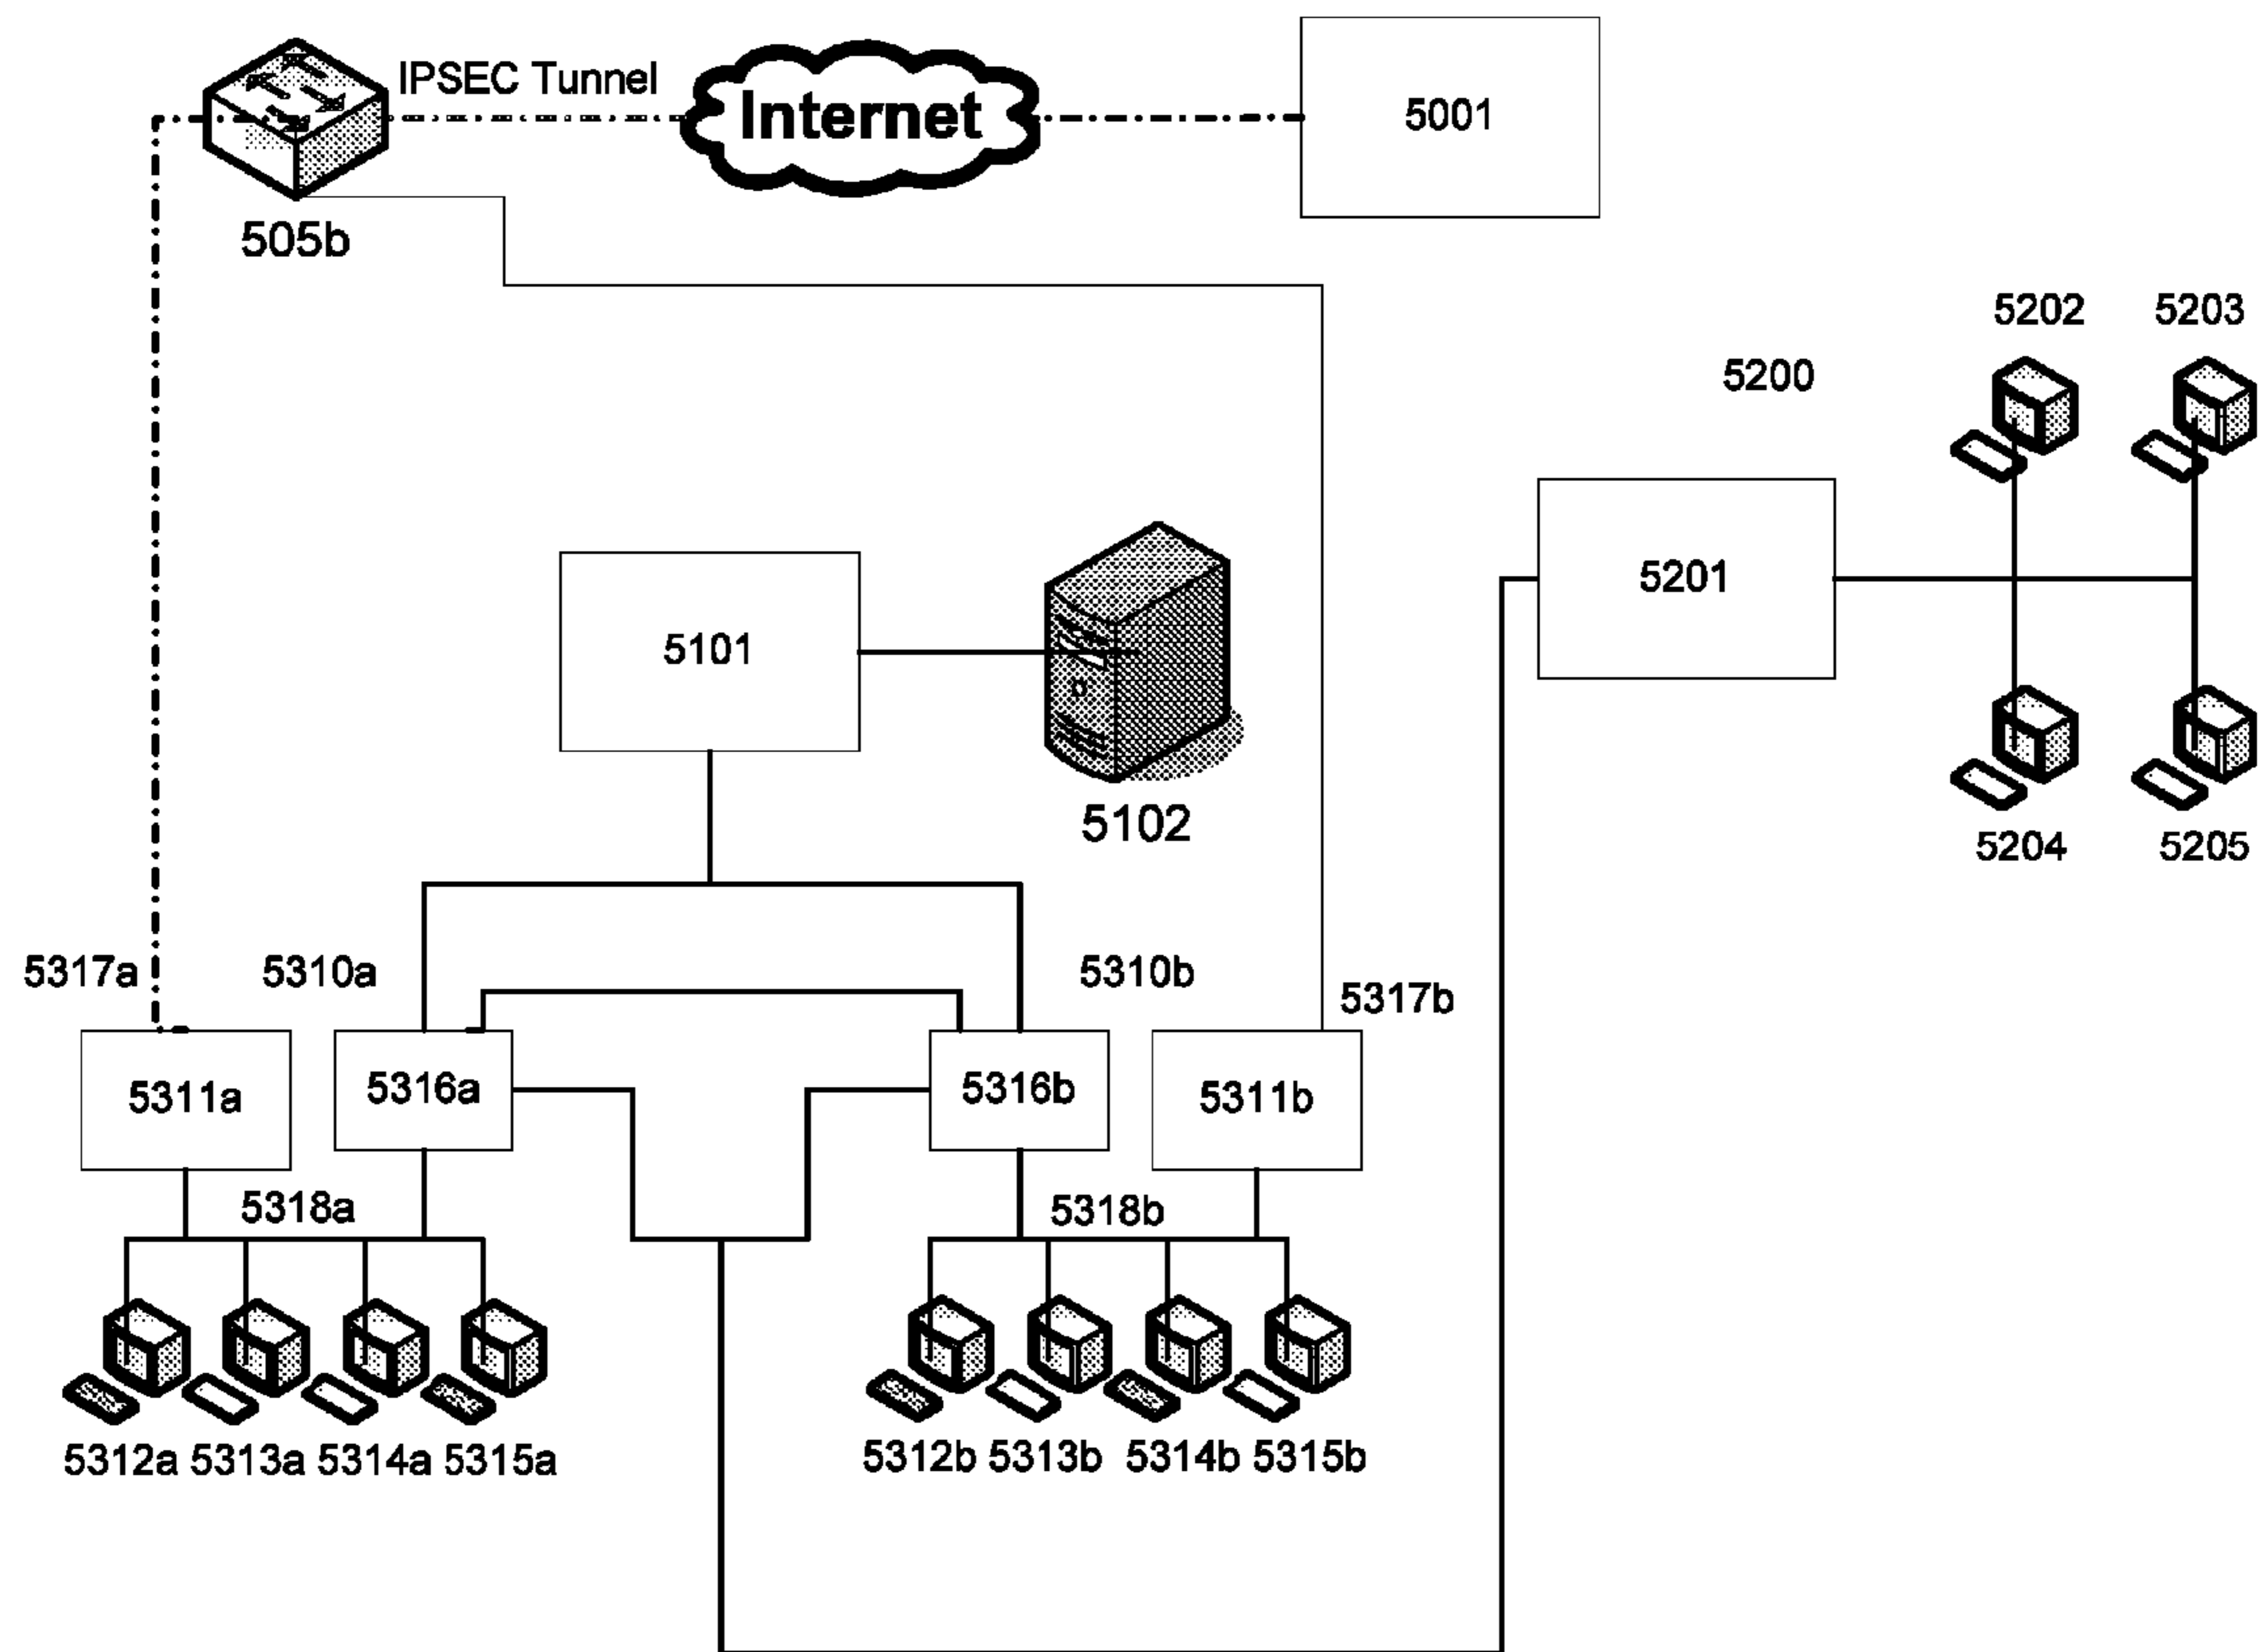 IPSEC Tunnel
Internet
5001
505b
5202
5203
5200
5201
5101
5102
5204
5205
5317a
5310a
5310b
5317b
5311a
5316a
5316b
5311b
5318a
5318b
5312a 5313a 5314a 5315a
5312b 5313b 5314b 5315b